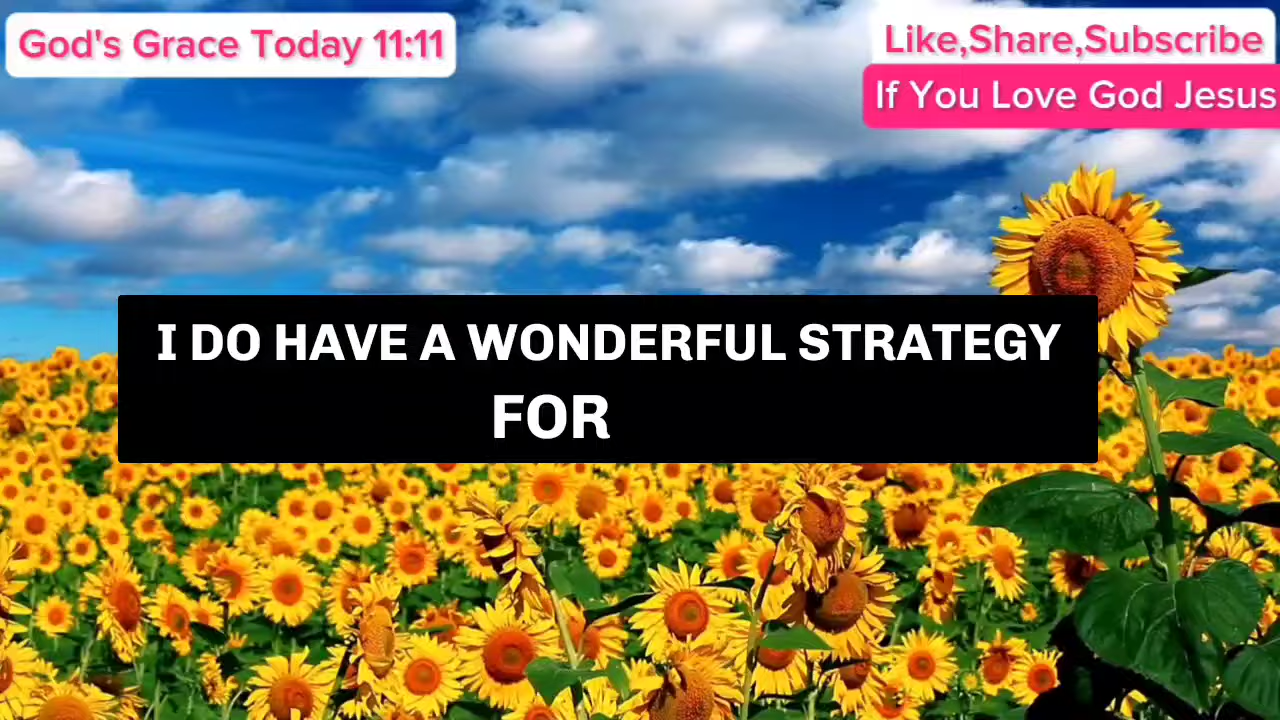 God's Grace Today 11:11
Like,Share,Subscribe
If You Love God Jesus
I DO HAVE A WONDERFUL STRATEGY
FOR